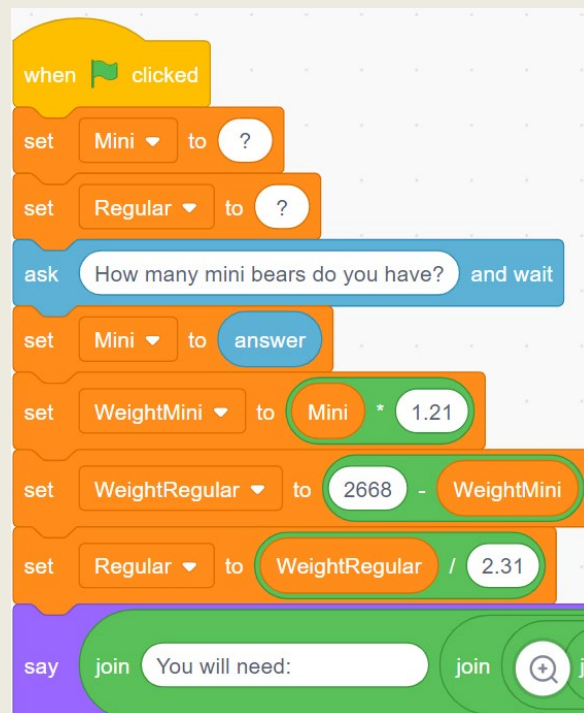 when clicked
set Mini to ?
set Regular to ?
ask How many mini bears do you have? and wait
set Mini to answer
set WeightMini to Mini * 1.21
set WeightRegular to 2668 - WeightMini
set Regular to WeightRegular / 2.31
say join You will need: join